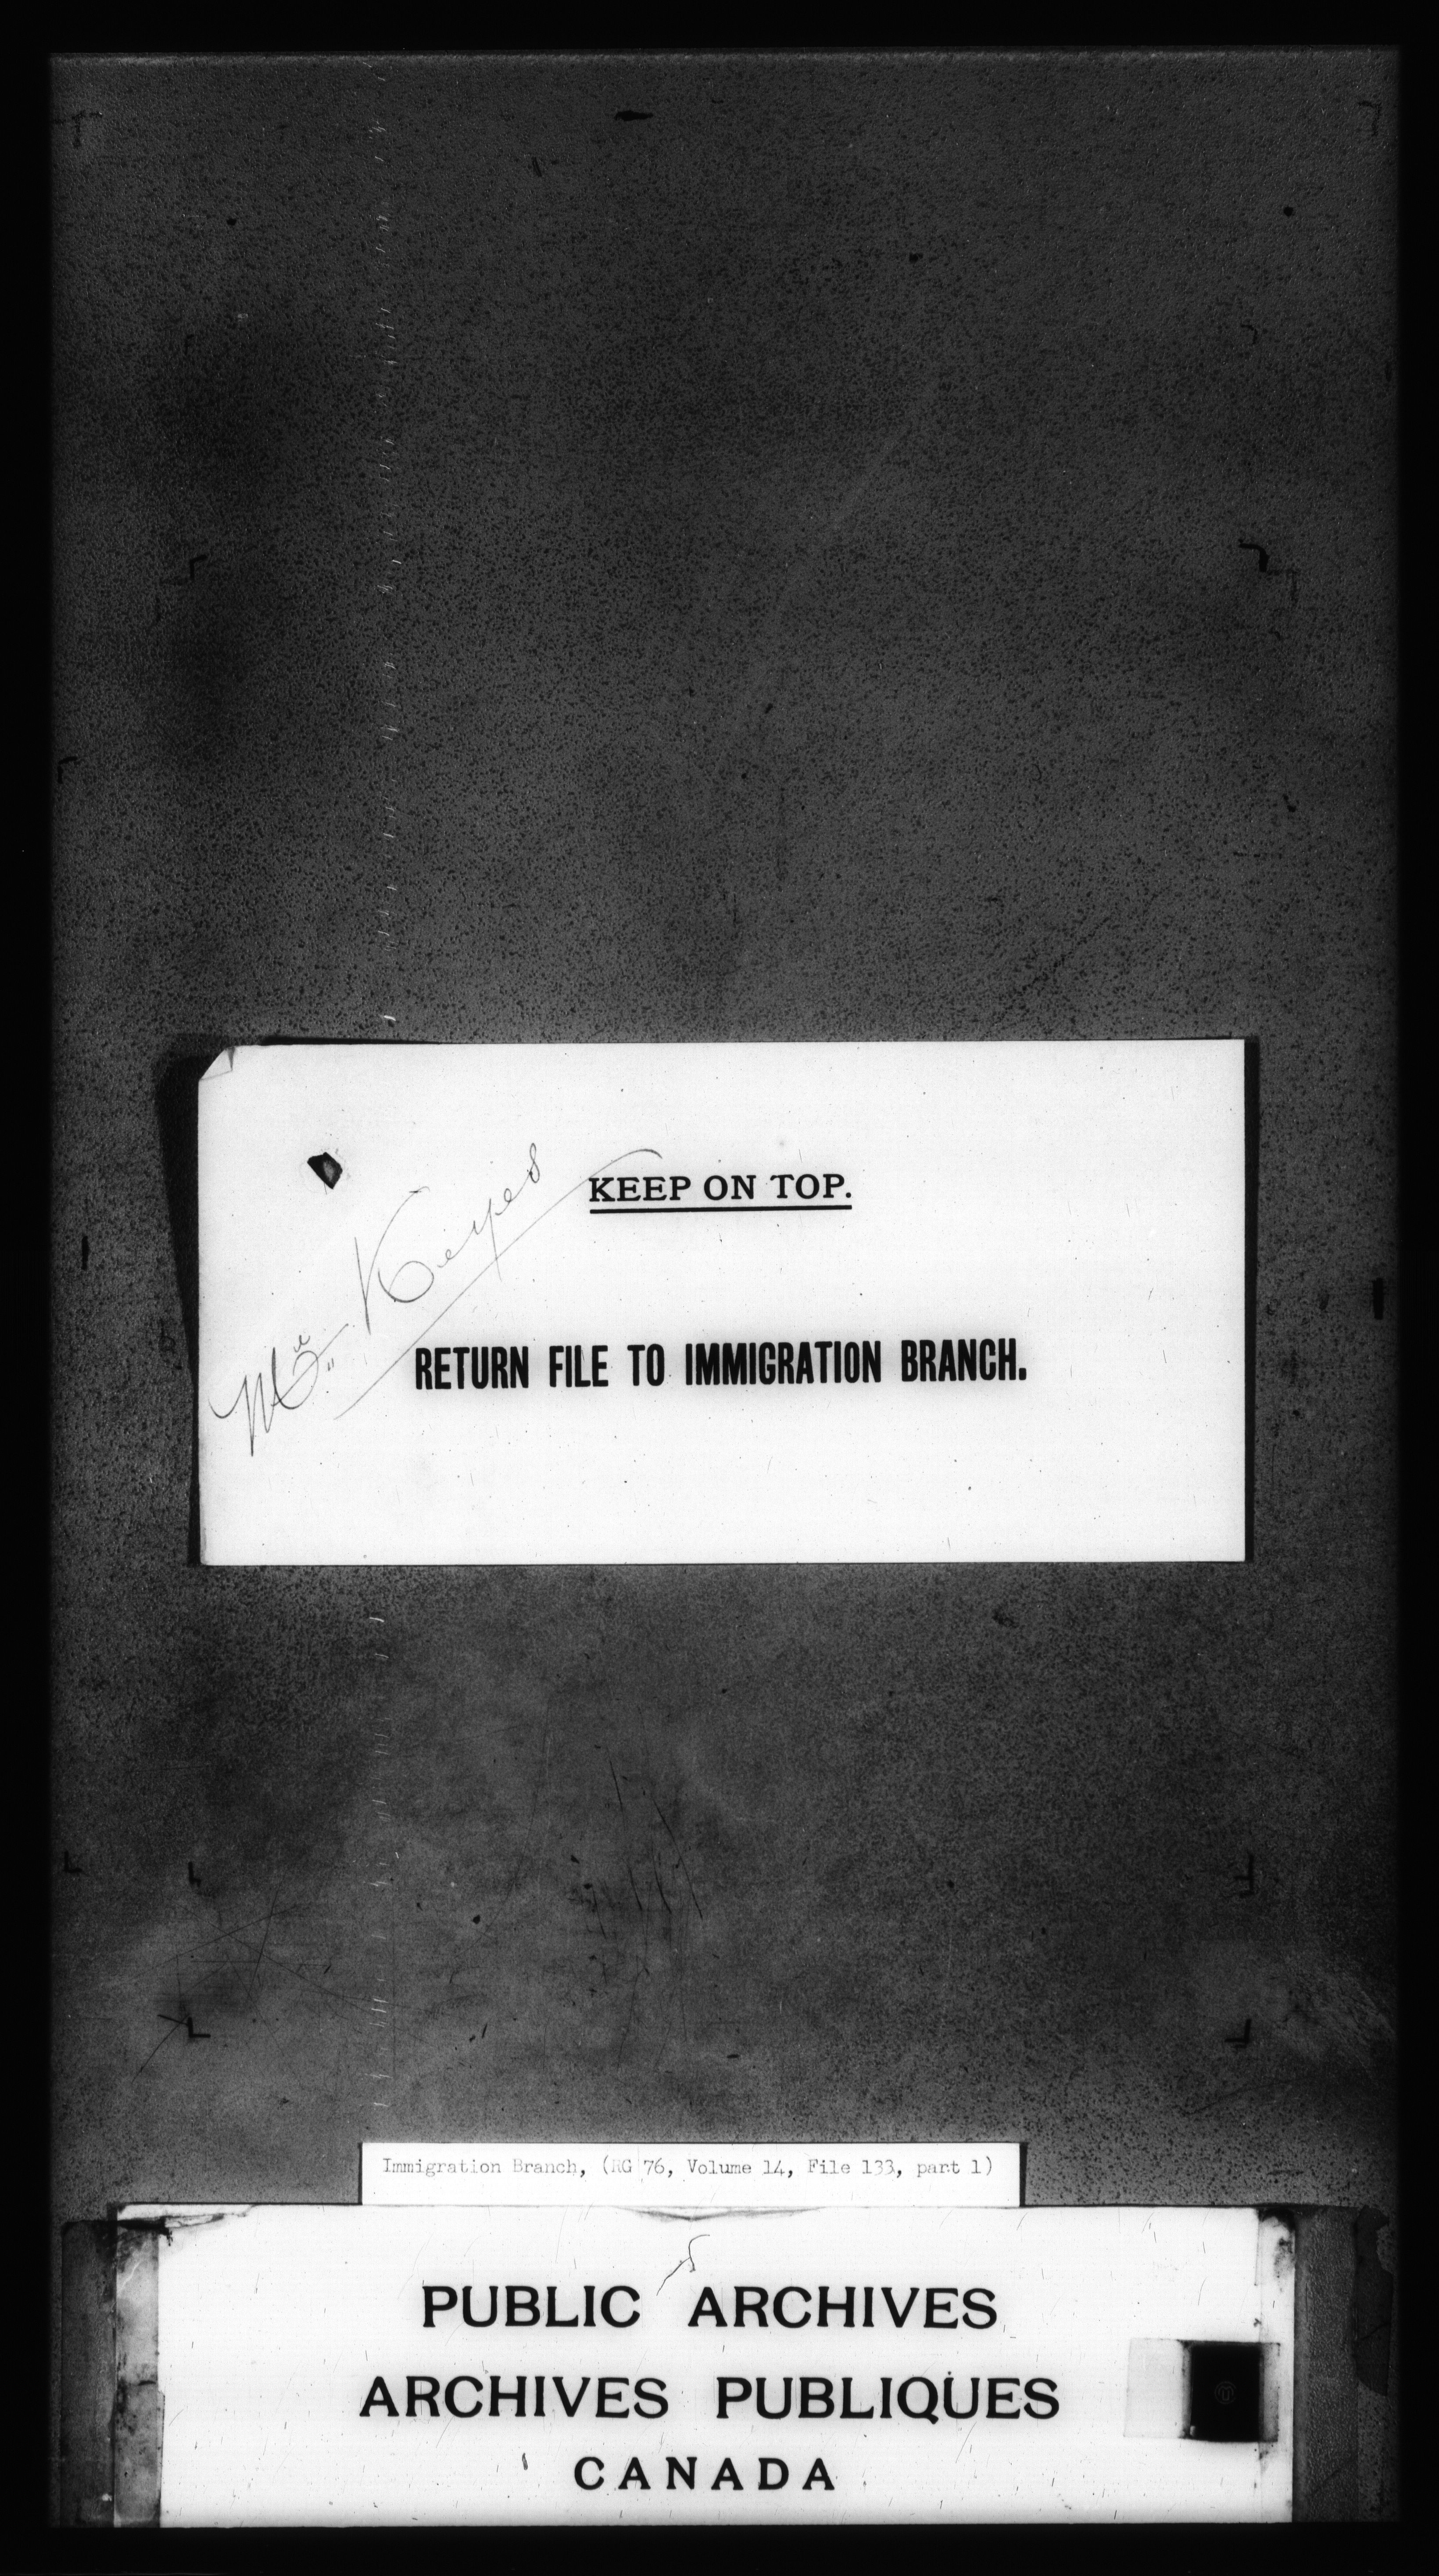 KEEP ON TOP.
Mr. Keyes
RETURN FILE TO IMMIGRATION BRANCH.
Immigration Branch, (RG 76, Volume 14, File 133, part 1)
PUBLIC ARCHIVES
ARCHIVES PUBLIQUES
CANADA